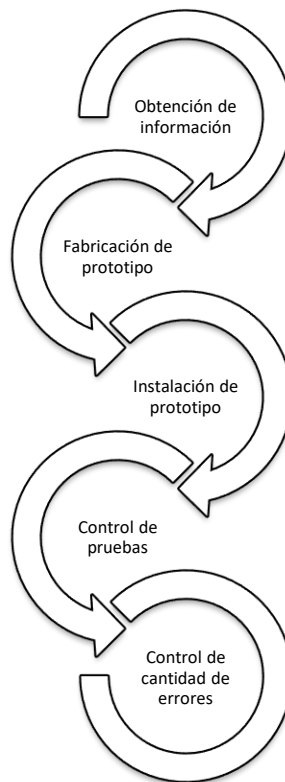 Obtención de
información
Fabricación de
prototipo
Instalación de
prototipo
Control de
pruebas
Control de
cantidad de
errores